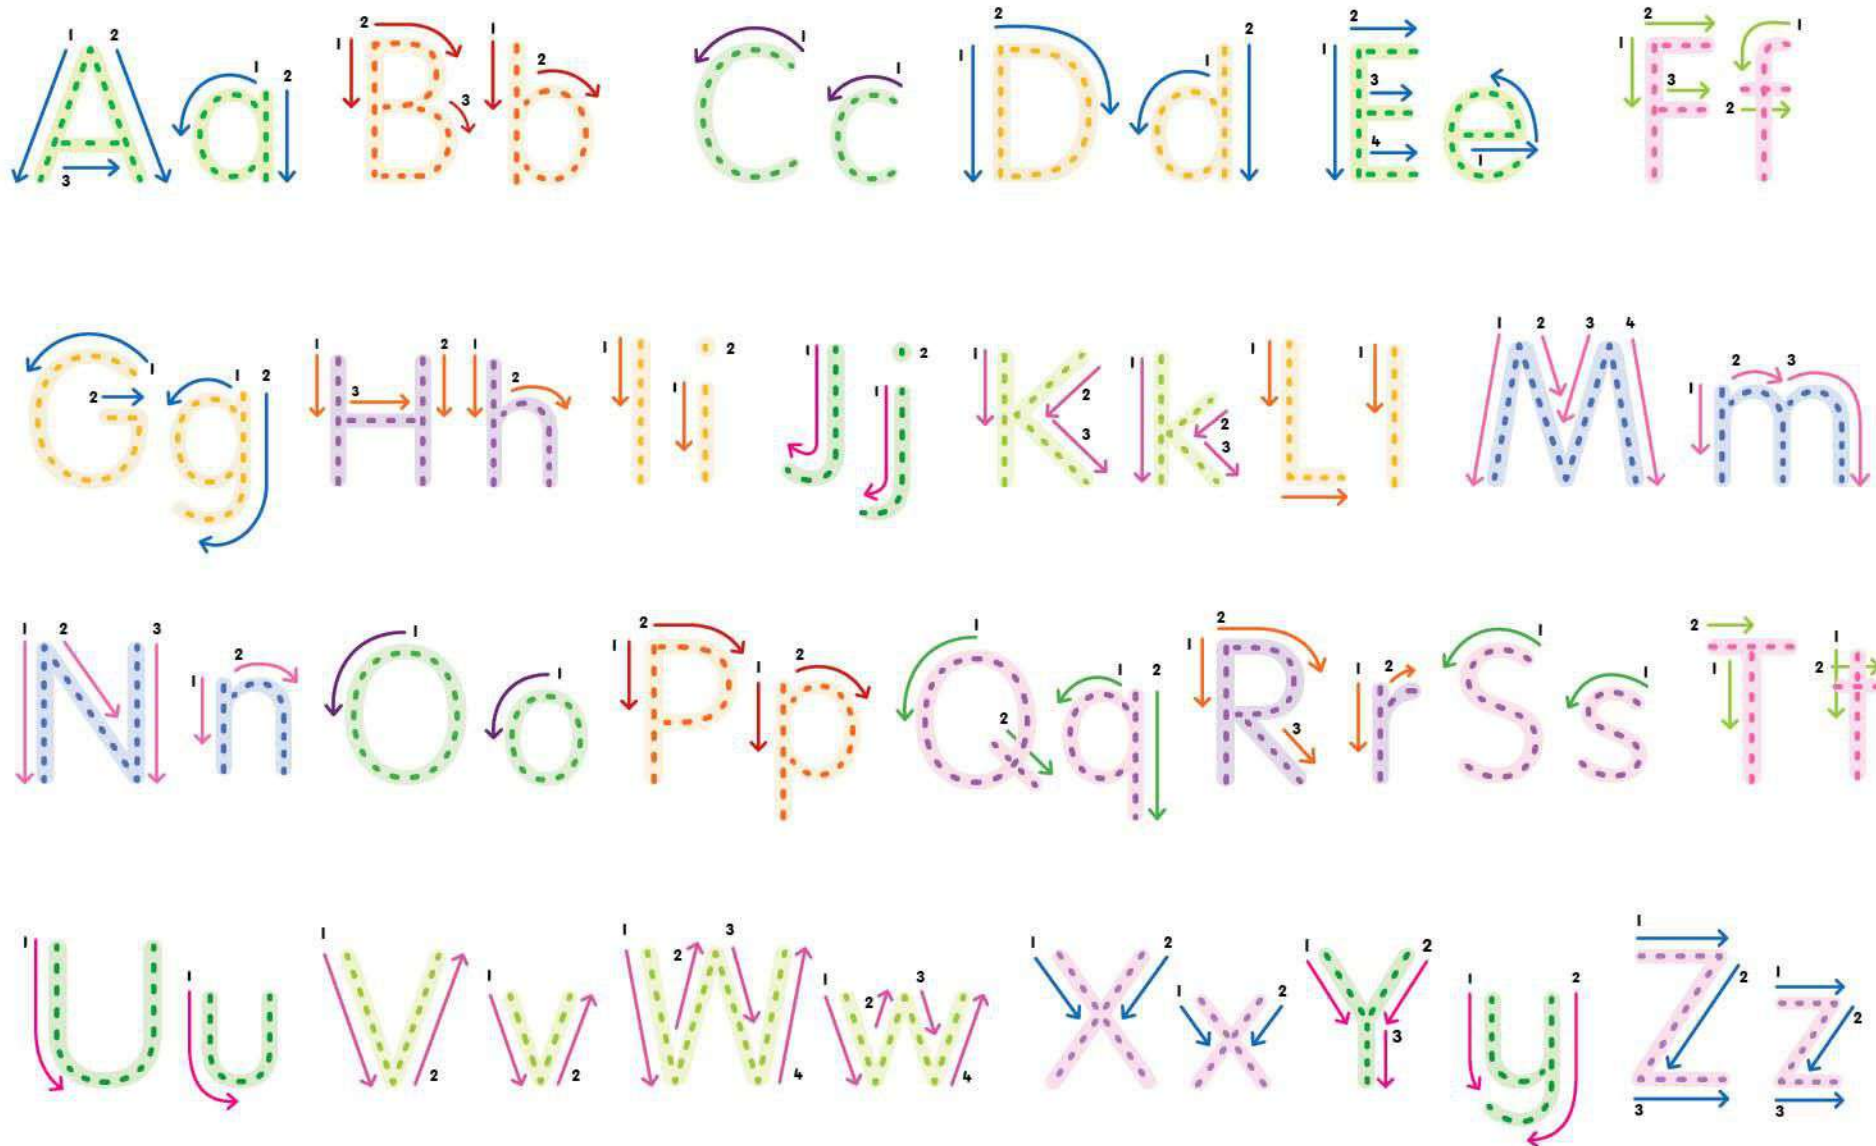 Aa Bb Cc Dd Ee Ff
Gg Hh Ii Jj Kk Ll Mm
Nn Oo Pp Qq Rr Ss Tt
Uu Vv Ww Xx Yy Zz